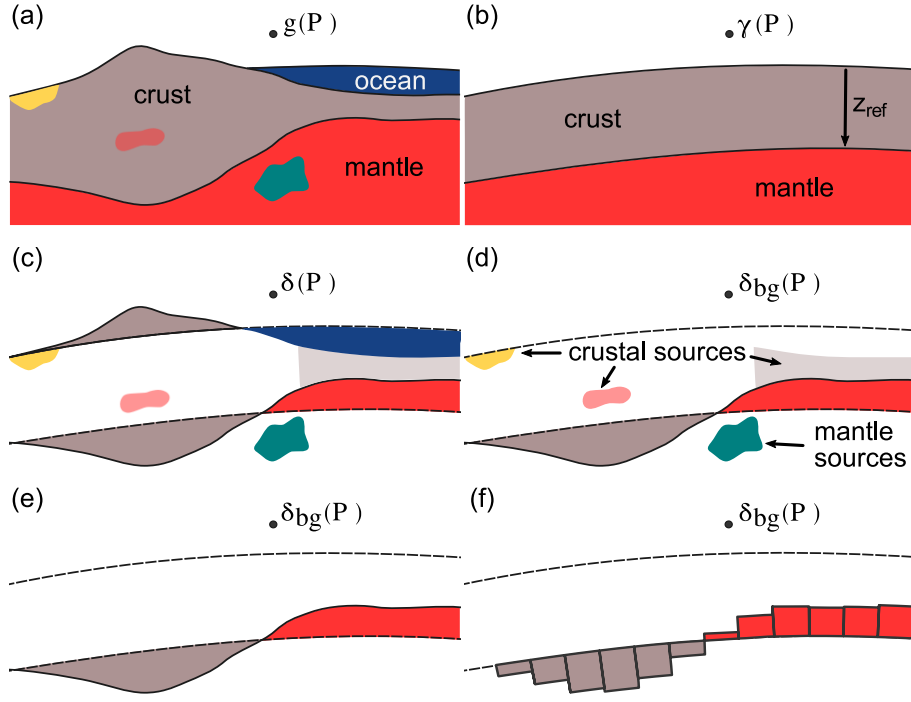 (a)
g(P)
crust
ocean
mantle
(b)
γ(P)
crust
z_ref
mantle
(c)
δ(P)
(d)
δ_bg(P)
crustal sources
mantle
sources
(e)
δ_bg(P)
(f)
δ_bg(P)